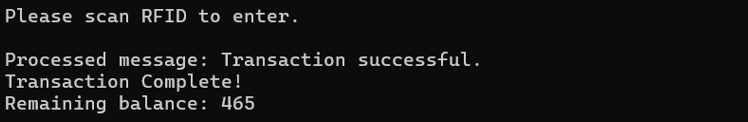 Please scan RFID to enter.
Processed message: Transaction successful.
Transaction Complete!
Remaining balance: 465